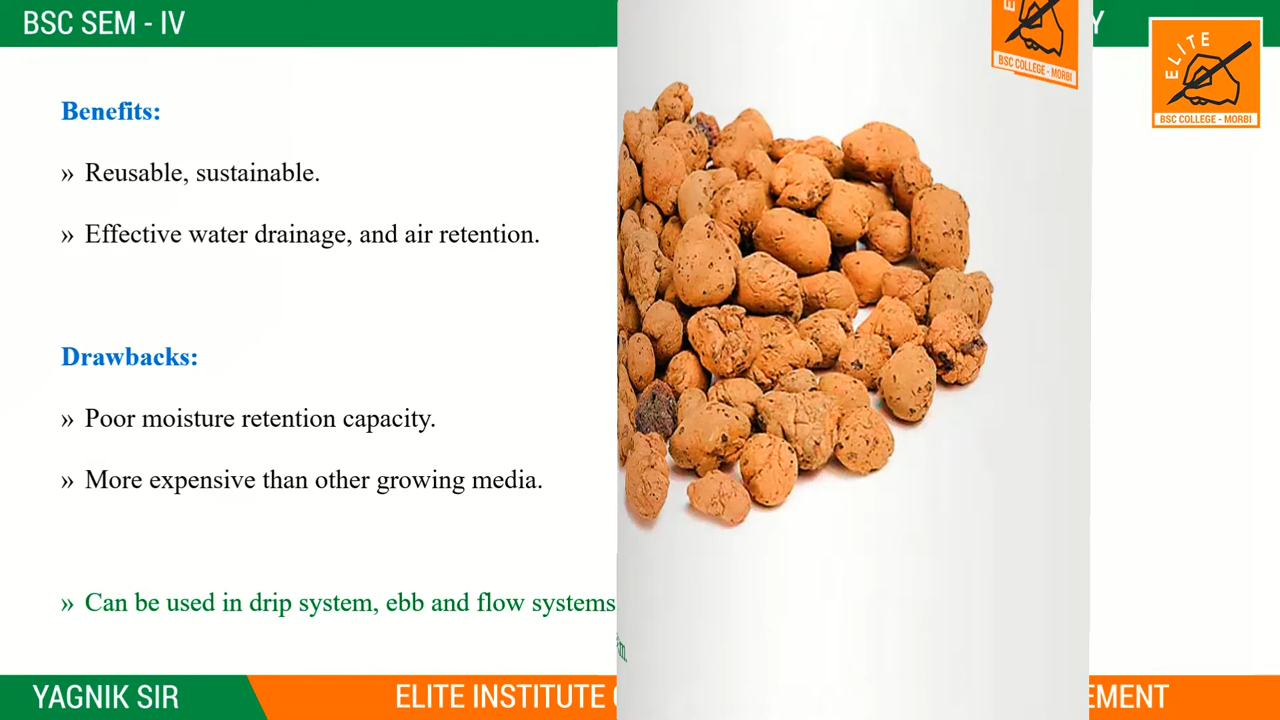 BSC SEM - IV
Y
ELITE
BSC COLLEGE - MORBI
BSC COLLEGE - MORBI
Benefits:
» Reusable, sustainable.
» Effective water drainage, and air retention.
Drawbacks:
» Poor moisture retention capacity.
» More expensive than other growing media.
» Can be used in drip system, ebb and flow systems
YAGNIK SIR
ELITE INSTITUTE
EMENT